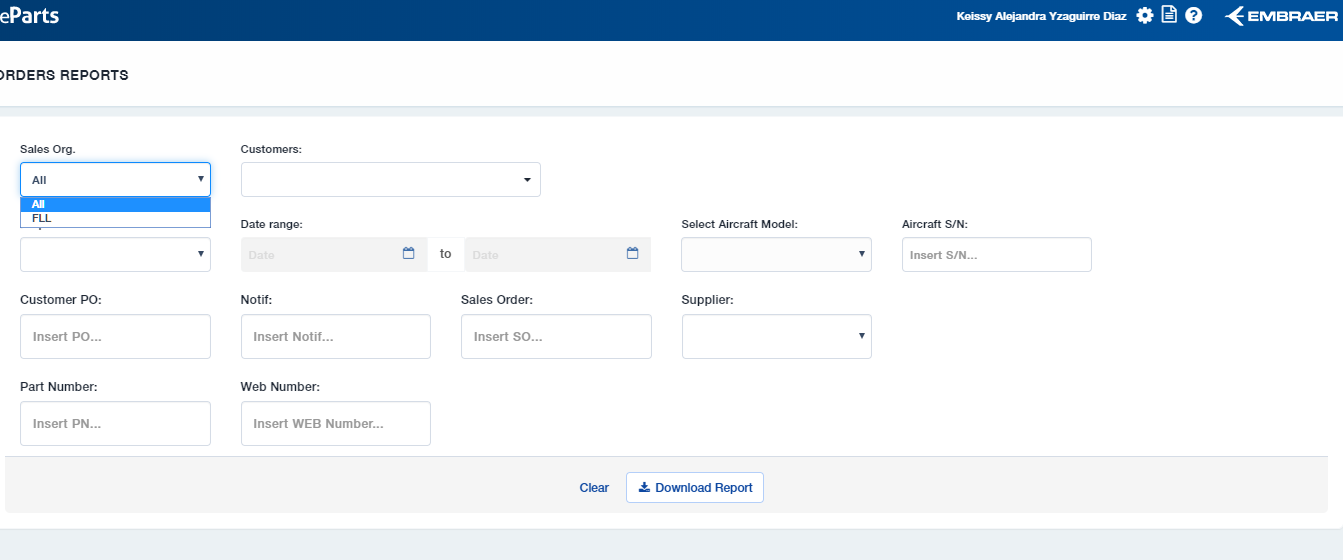 eParts
Keissy Alejandra Yzaguirre Diaz
EMBRAER
ORDERS REPORTS
Sales Org.
Customers:
All
All
FLL
Date range:
Select Aircraft Model:
Aircraft S/N:
Date
to
Date
Insert S/N...
Customer PO:
Notif:
Sales Order:
Supplier:
Insert PO...
Insert Notif...
Insert SO...
Part Number:
Web Number:
Insert PN...
Insert WEB Number...
Clear
Download Report